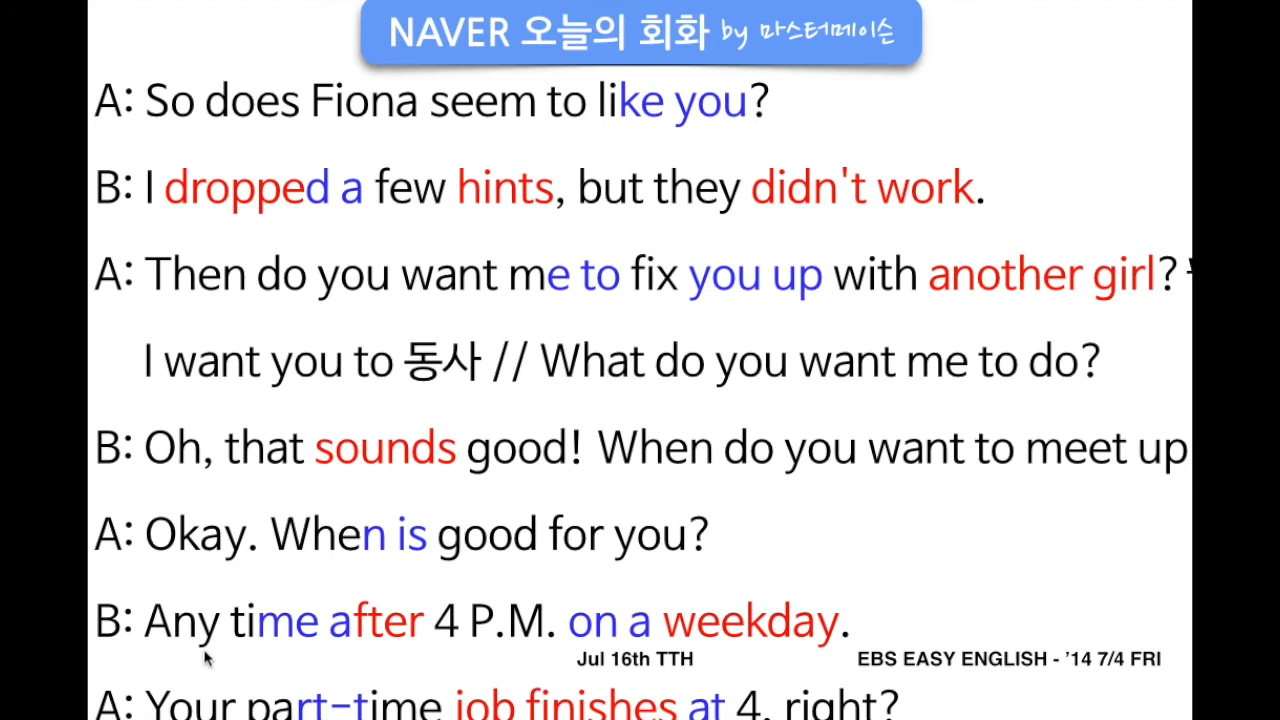 NAVER 오늘의 회화 by 마스터메이슨
A: So does Fiona seem to like you?
B: I dropped a few hints, but they didn't work.
A: Then do you want me to fix you up with another girl?
I want you to 동사 // What do you want me to do?
B: Oh, that sounds good! When do you want to meet up
A: Okay. When is good for you?
B: Any time after 4 P.M. on a weekday.
Jul 16th TTH
EBS EASY ENGLISH - ’14 7/4 FRI
A: Your part-time job finishes at 4, right?